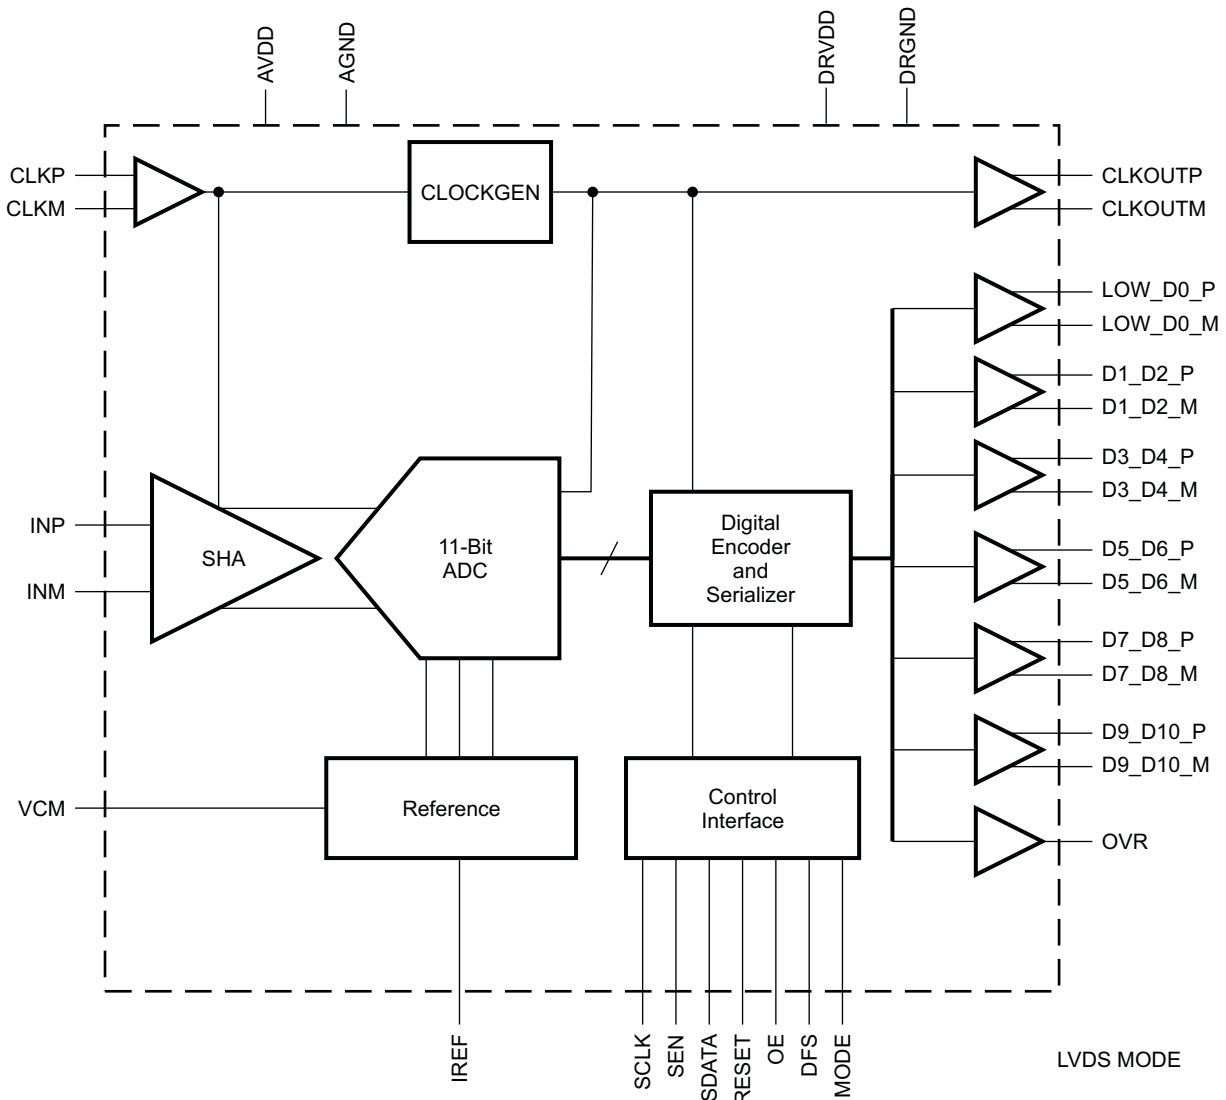 AVDD
AGND
DRVDD
DRGND
CLKP
CLKM
CLOCKGEN
CLKOUTP
CLKOUTM
LOW_D0_P
LOW_D0_M
D1_D2_P
D1_D2_M
D3_D4_P
D3_D4_M
INP
INM
SHA
11-Bit
ADC
Digital
Encoder
and
Serializer
D5_D6_P
D5_D6_M
D7_D8_P
D7_D8_M
D9_D10_P
D9_D10_M
VCM
Reference
Control
Interface
OVR
IREF
SCLK
SEN
SDATA
RESET
OE
DFS
MODE
LVDS MODE